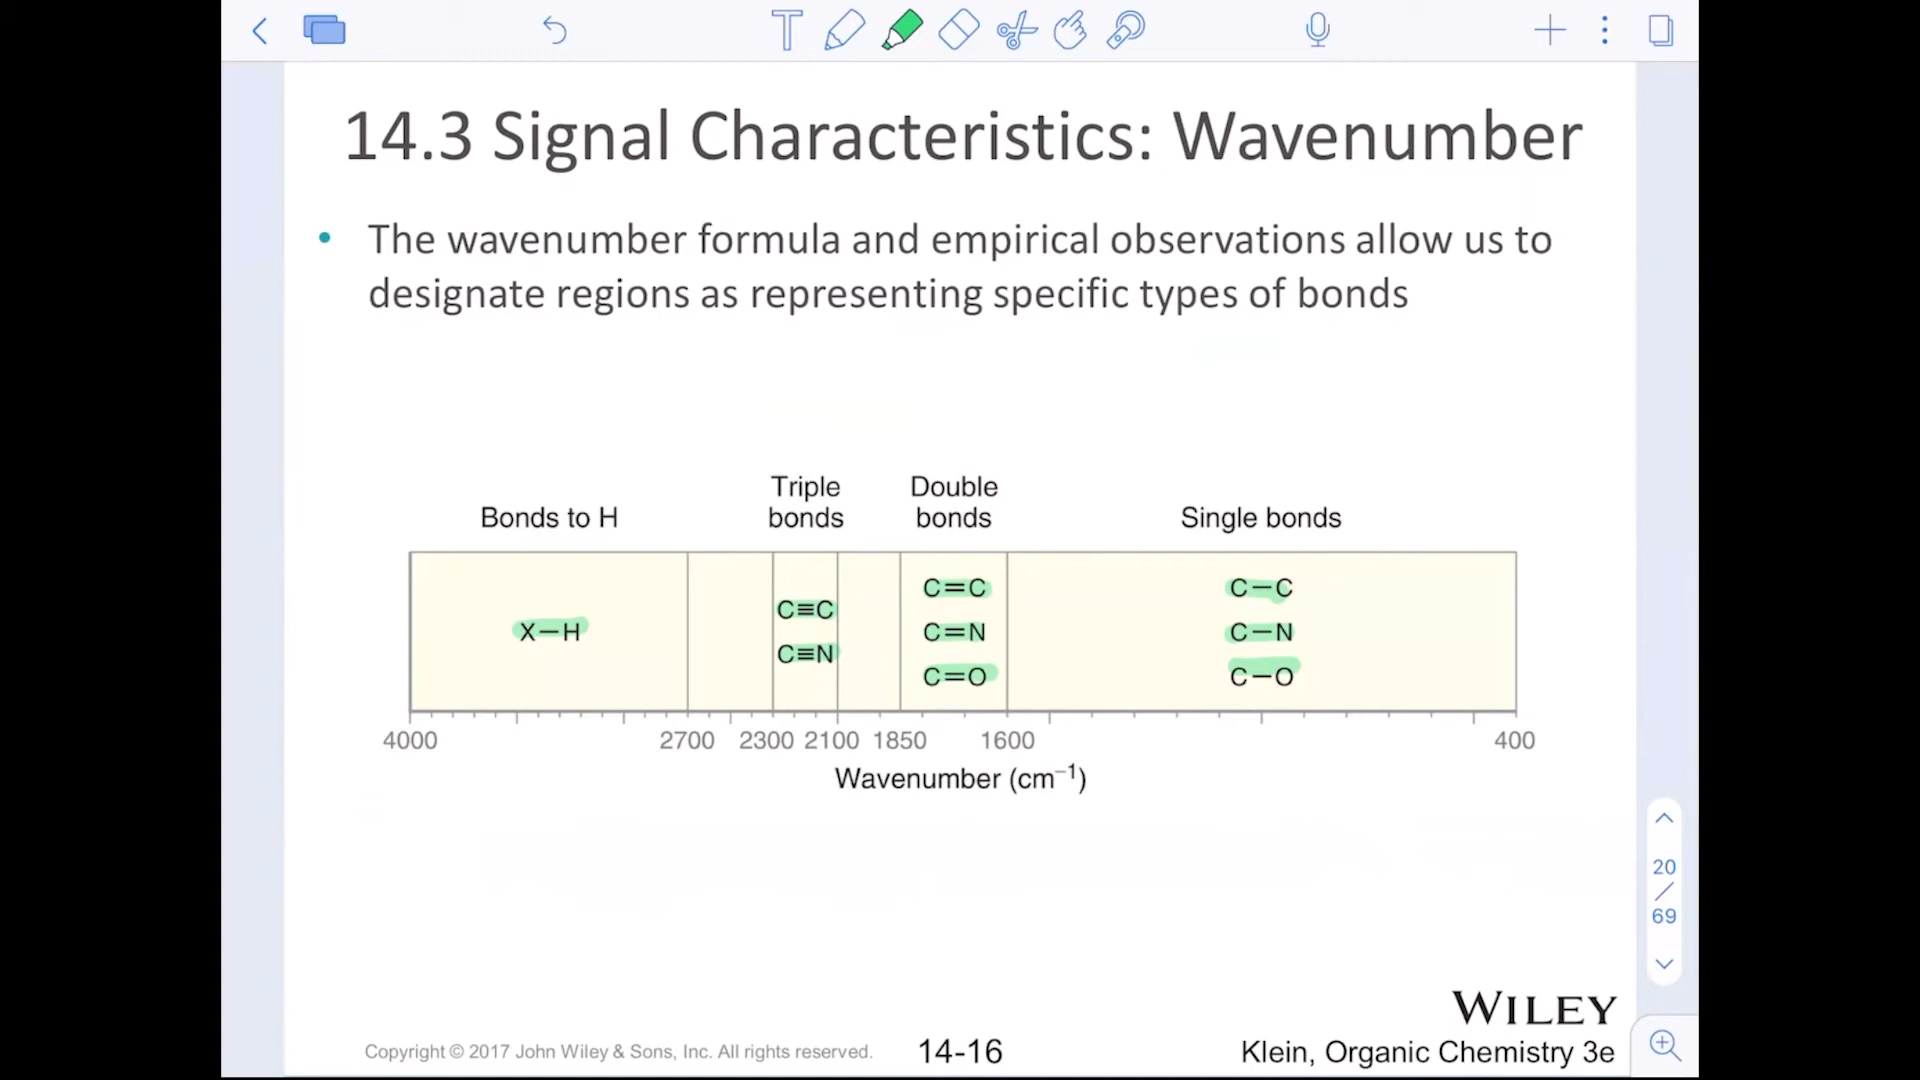 14.3 Signal Characteristics: Wavenumber
• The wavenumber formula and empirical observations allow us to
designate regions as representing specific types of bonds
Bonds to H
Triple
bonds
Double
bonds
Single bonds
X–H
C≡C
C≡N
C=C
C=N
C=O
C–C
C–N
C–O
4000 2700 2300 2100 1850 1600 400
Wavenumber (cm⁻¹)
20
/
69
WILEY
Copyright © 2017 John Wiley & Sons, Inc. All rights reserved.
14-16
Klein, Organic Chemistry 3e